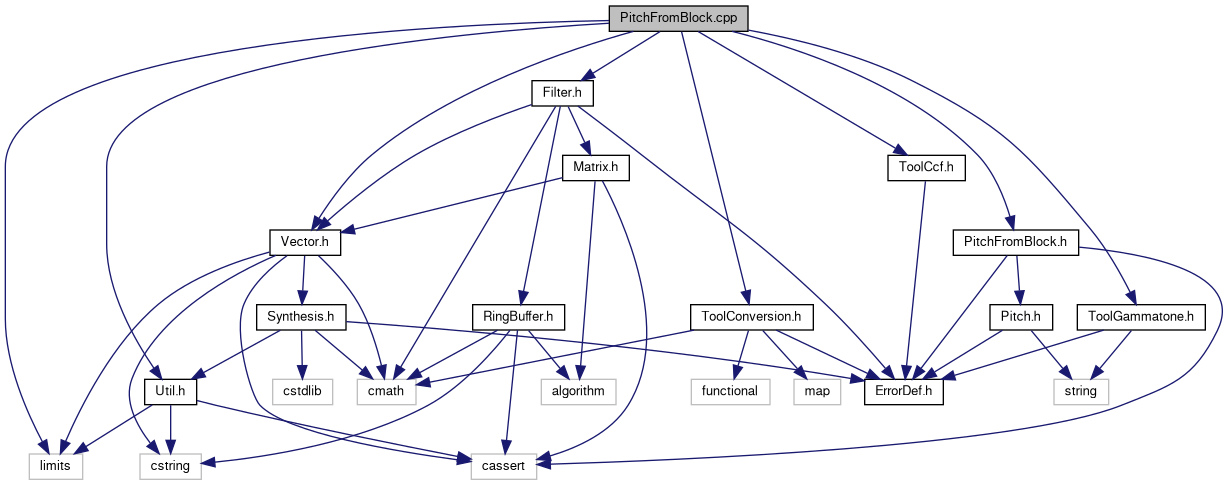 PitchFromBlock.cpp
Filter.h
Matrix.h
ToolCcf.h
Vector.h
PitchFromBlock.h
Synthesis.h
RingBuffer.h
ToolConversion.h
Pitch.h
ToolGammatone.h
Util.h
cstdlib
cmath
algorithm
functional
map
ErrorDef.h
string
limits
cstring
cassert